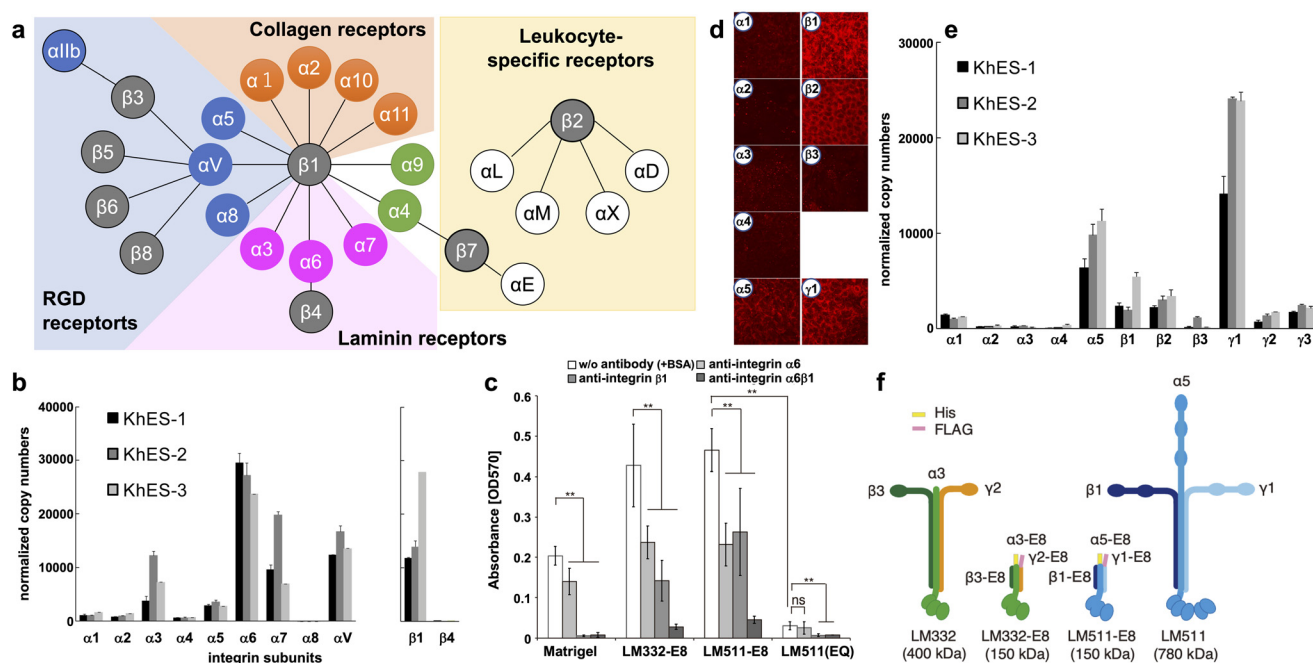 a
Collagen receptors
Leukocyte-
specific receptors
αIIb
β3
α5
α1
α2
α10
α11
β5
αV
β1
α9
β2
αL
αD
β6
αM
αX
α8
α4
β8
α3
α6
α7
β7
αE
β4
RGD
receptorts
Laminin receptors
b
normalized copy numbers
40000
30000
20000
10000
0
KhES-1
KhES-2
KhES-3
α1 α2 α3 α4 α5 α6 α7 α8 αV β1 β4
integrin subunits
c
w/o antibody (+BSA) anti-integrin α6
anti-integrin β1 anti-integrin α6β1
Absorbance [OD570]
0.6
0.5
0.4
0.3
0.2
0.1
0
** ** ** ** ** ns
Matrigel LM332-E8 LM511-E8 LM511(EQ)
d
α1 β1
α2 β2
α3 β3
α4
α5 γ1
e
normalized copy numbers
30000
20000
10000
0
KhES-1
KhES-2
KhES-3
α1 α2 α3 α4 α5 β1 β2 β3 γ1 γ2 γ3
f
His
FLAG
α5
α3
β3 γ2
β1 γ1
α3-E8 α5-E8
γ2-E8 γ1-E8
β3-E8 β1-E8
LM332 LM332-E8 LM511-E8 LM511
(400 kDa) (150 kDa) (150 kDa) (780 kDa)